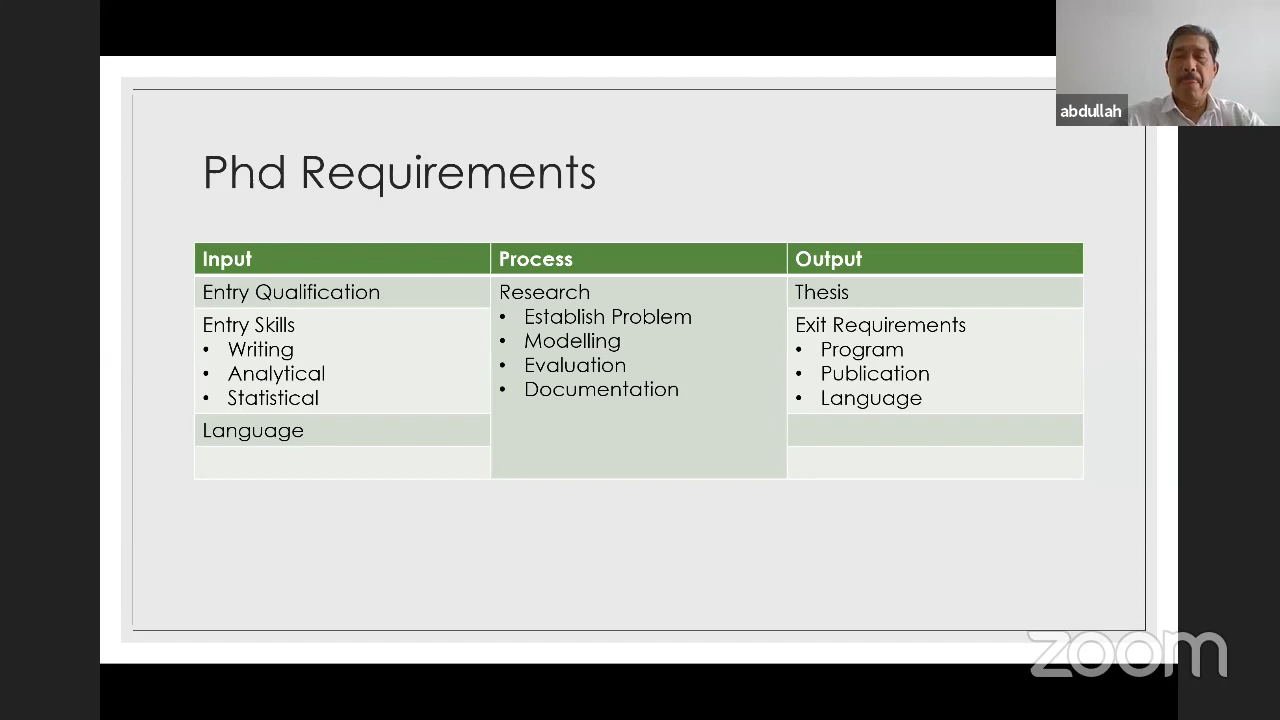 abdullah
Phd Requirements
Input
Process
Output
Entry Qualification
Entry Skills
• Writing
• Analytical
• Statistical
Language
Research
• Establish Problem
• Modelling
• Evaluation
• Documentation
Thesis
Exit Requirements
• Program
• Publication
• Language
zoom